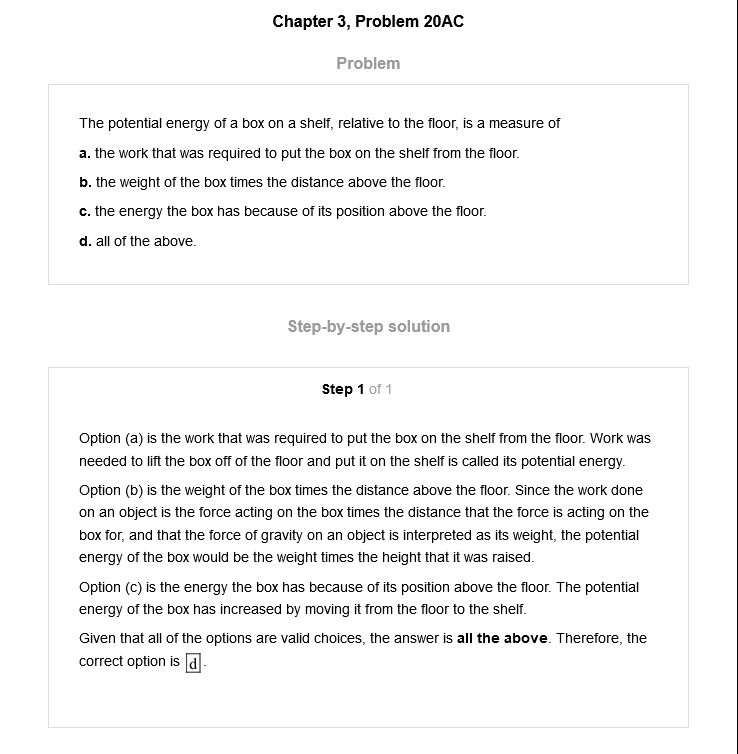 Chapter 3, Problem 20AC
Problem
The potential energy of a box on a shelf, relative to the floor, is a measure of
a. the work that was required to put the box on the shelf from the floor.
b. the weight of the box times the distance above the floor.
c. the energy the box has because of its position above the floor.
d. all of the above.
Step-by-step solution
Step 1 of 1
Option (a) is the work that was required to put the box on the shelf from the floor. Work was
needed to lift the box off of the floor and put it on the shelf is called its potential energy.
Option (b) is the weight of the box times the distance above the floor. Since the work done
on an object is the force acting on the box times the distance that the force is acting on the
box for, and that the force of gravity on an object is interpreted as its weight, the potential
energy of the box would be the weight times the height that it was raised.
Option (c) is the energy the box has because of its position above the floor. The potential
energy of the box has increased by moving it from the floor to the shelf.
Given that all of the options are valid choices, the answer is all the above. Therefore, the
correct option is d.